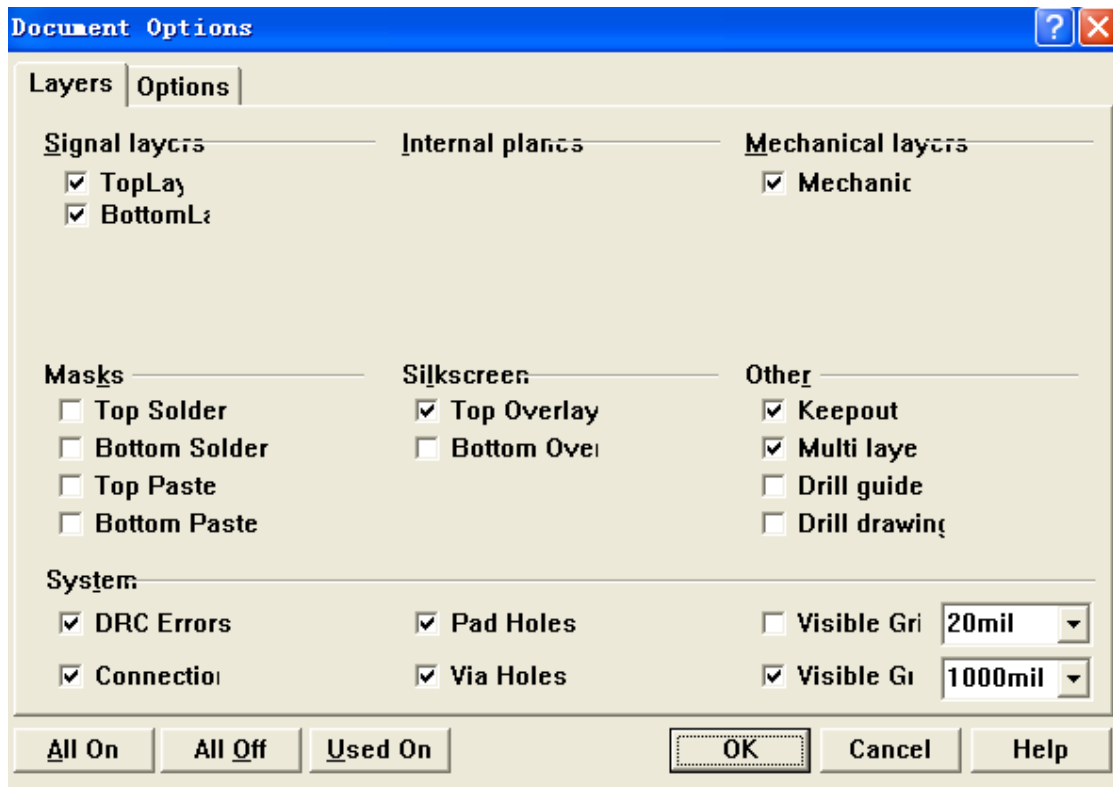 Document Options
Layers Options
Signal layers Internal planes Mechanical layers
TopLay Mechanic
BottomLa
Masks Silkscreen Other
Top Solder Top Overlay Keepout
Bottom Solder Bottom Over Multi laye
Top Paste Drill guide
Bottom Paste Drill drawing
System
DRC Errors Pad Holes Visible Gri 20mil
Connection Via Holes Visible Gr 1000mil
All On All Off Used On OK Cancel Help